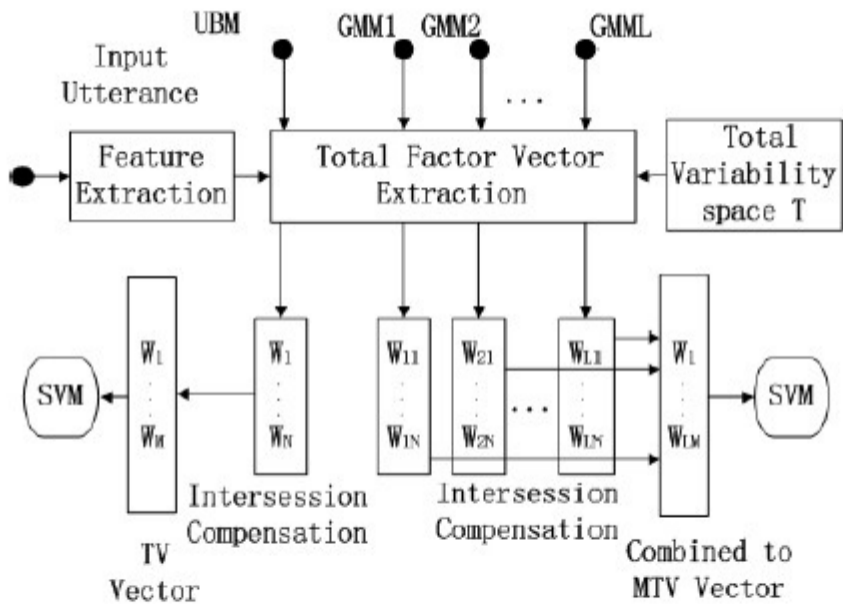 UBM
GMM1
GMM2
GMML
Input
Utterance
...
Feature
Extraction
Total Factor Vector
Extraction
Total
Variability
space T
SVM
W1
WM
W1
WN
W11
W1N
W21
W2N
...
WL1
WLN
W1
WLM
SVM
Intersession
Compensation
Intersession
Compensation
TV
Vector
Combined to
MTV Vector